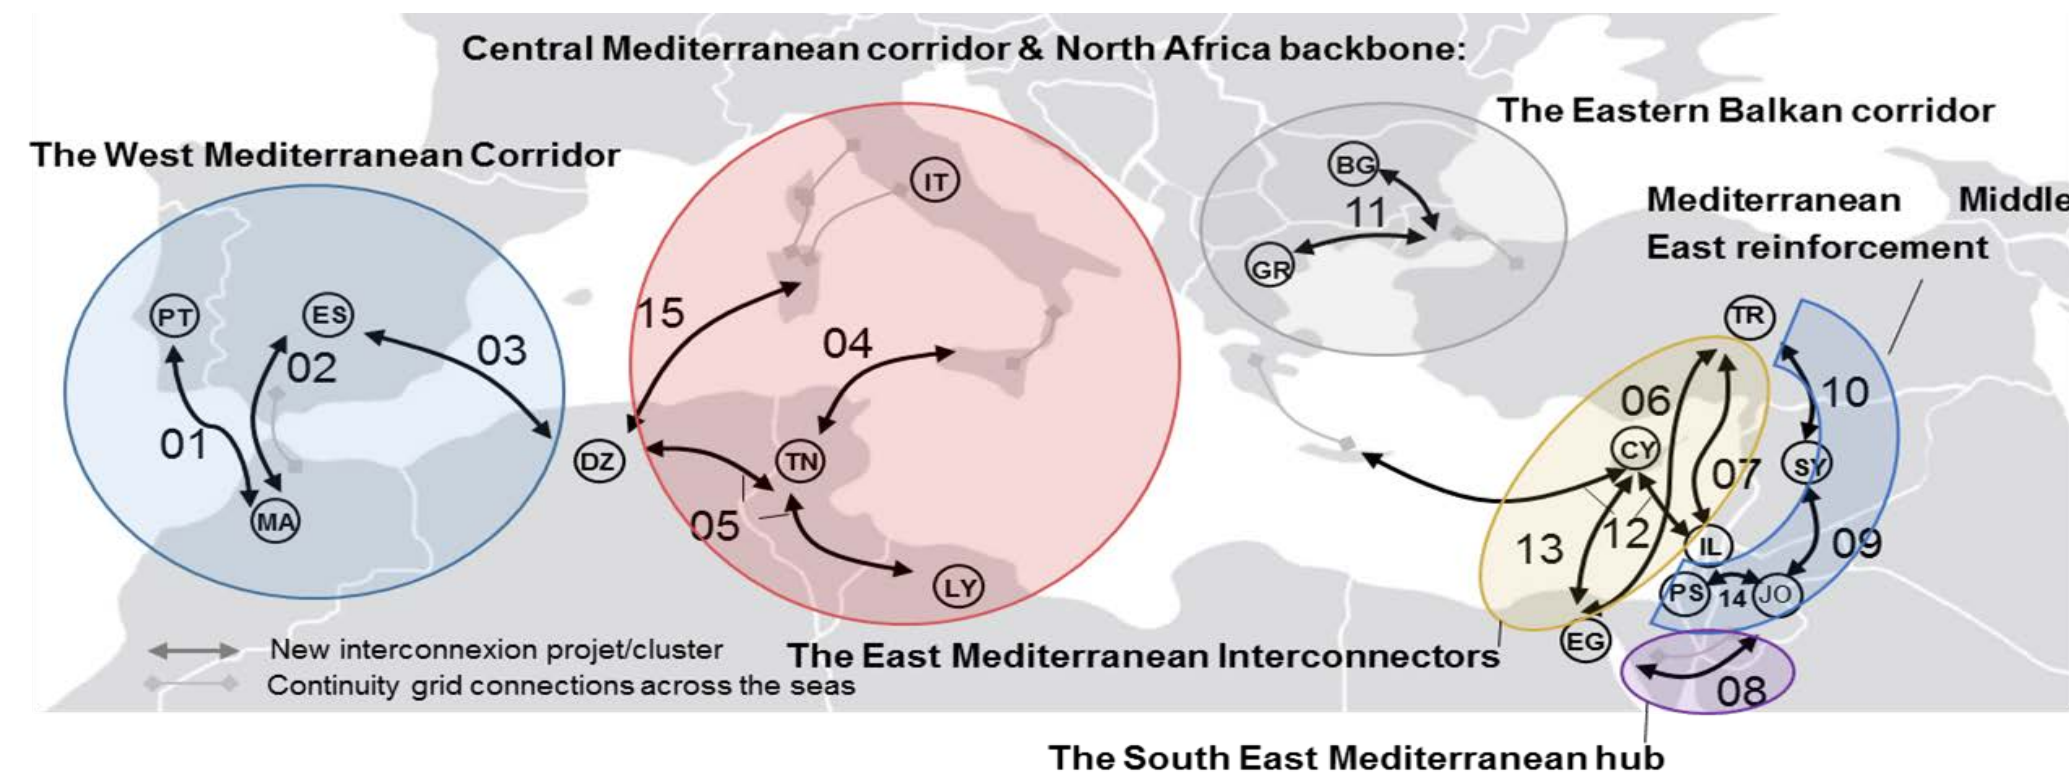 Central Mediterranean corridor & North Africa backbone:
The Eastern Balkan corridor
The West Mediterranean Corridor
Mediterranean Middle
East reinforcement
BG
11
GR
IT
15
04
PT
ES
02
03
01
MA
DZ
TN
05
LY
TR
06
10
CY
SY
07
12
13
IL
09
PS
14
JO
EG
08
New interconnexion projet/cluster
Continuity grid connections across the seas
The East Mediterranean Interconnectors
The South East Mediterranean hub